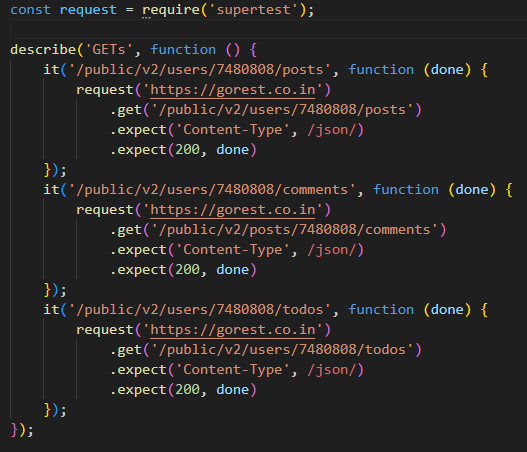 const request = require('supertest');
describe('GETs', function () {
    it('/public/v2/users/7480808/posts', function (done) {
        request('https://gorest.co.in')
            .get('/public/v2/users/7480808/posts')
            .expect('Content-Type', /json/)
            .expect(200, done)
    });
    it('/public/v2/users/7480808/comments', function (done) {
        request('https://gorest.co.in')
            .get('/public/v2/posts/7480808/comments')
            .expect('Content-Type', /json/)
            .expect(200, done)
    });
    it('/public/v2/users/7480808/todos', function (done) {
        request('https://gorest.co.in')
            .get('/public/v2/users/7480808/todos')
            .expect('Content-Type', /json/)
            .expect(200, done)
    });
});